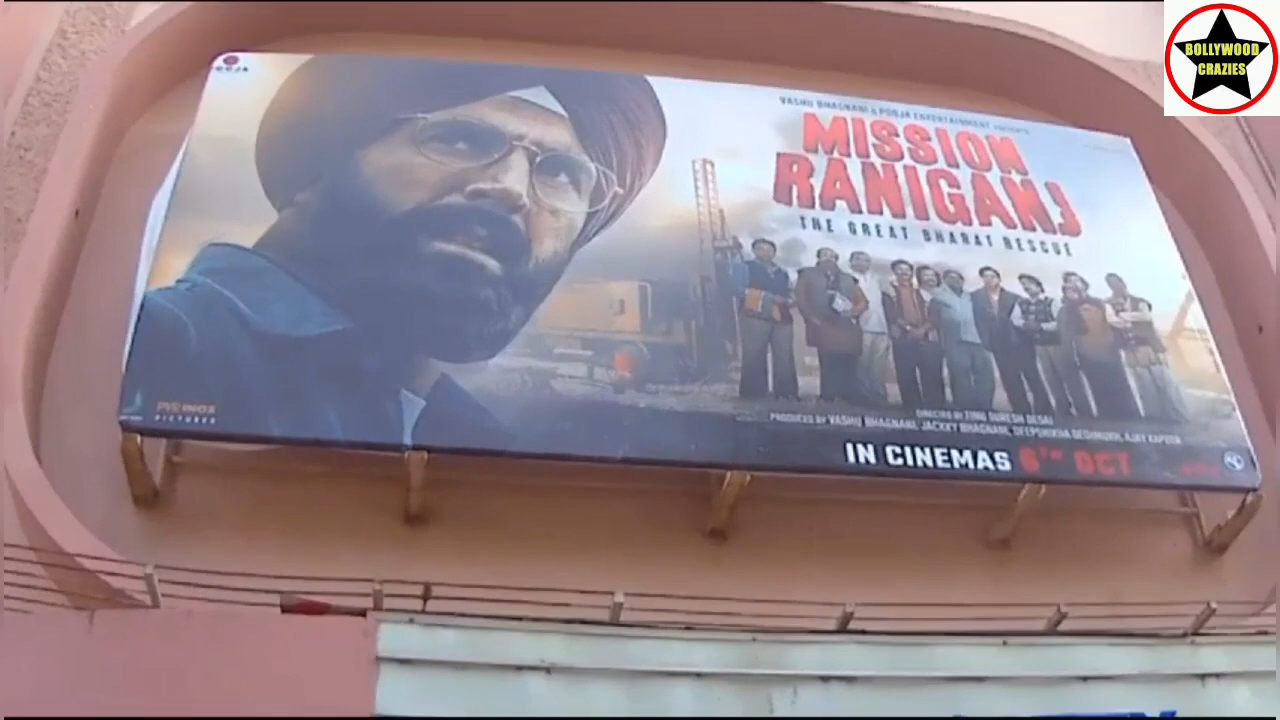 BOLLYWOOD
CRAZIES
POOJA
VASHU BHAGNANI & POOJA ENTERTAINMENT PRESENTS
MISSION
RANIGANJ
THE GREAT BHARAT RESCUE
PVR INOX
PICTURES
DIRECTED BY TINU SURESH DESAI
PRODUCED BY VASHU BHAGNANI, JACKKY BHAGNANI, DEEPSHIKHA DESHMUKH, AJAY KAPOOR
IN CINEMAS 6TH OCT